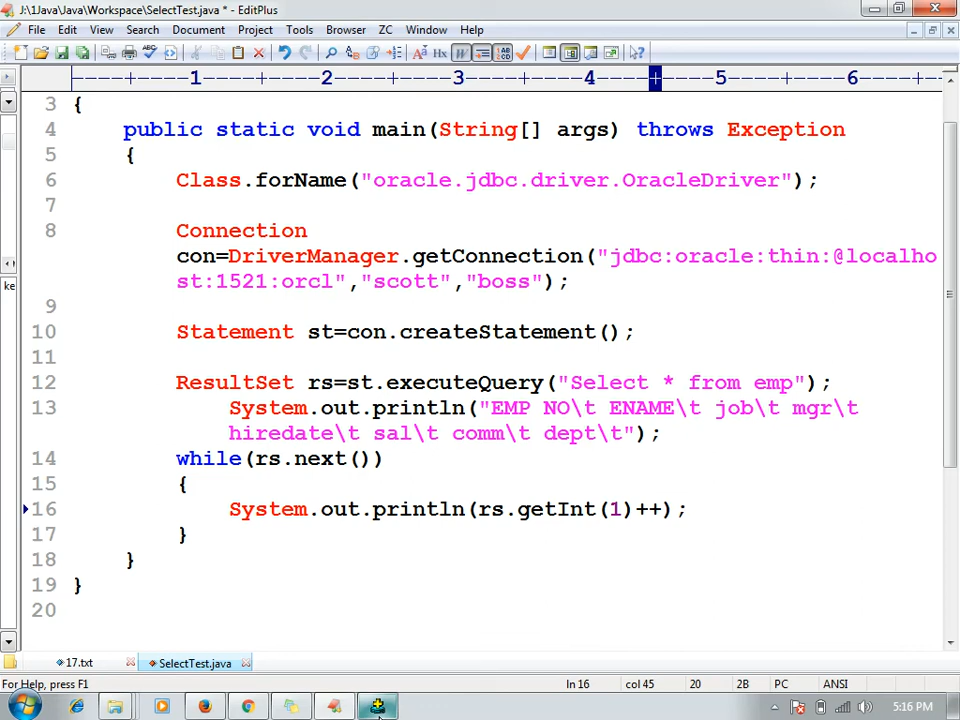 J:\1Java\Java\Workspace\SelectTest.java * - EditPlus
File Edit View Search Document Project Tools Browser ZC Window Help
----+----1----+----2----+----3----+----4----+----5----+----6----+--
3 {
4 public static void main(String[] args) throws Exception
5 {
6 Class.forName("oracle.jdbc.driver.OracleDriver");
7
8 Connection
con=DriverManager.getConnection("jdbc:oracle:thin:@localho
st:1521:orcl","scott","boss");
9
10 Statement st=con.createStatement();
11
12 ResultSet rs=st.executeQuery("Select * from emp");
13 System.out.println("EMP NO\t ENAME\t job\t mgr\t
hiredate\t sal\t comm\t dept\t");
14 while(rs.next())
15 {
16 System.out.println(rs.getInt(1)++);
17 }
18 }
19 }
20
ke
17.txt SelectTest.java
For Help, press F1 ln 16 col 45 20 2B PC ANSI
5:16 PM